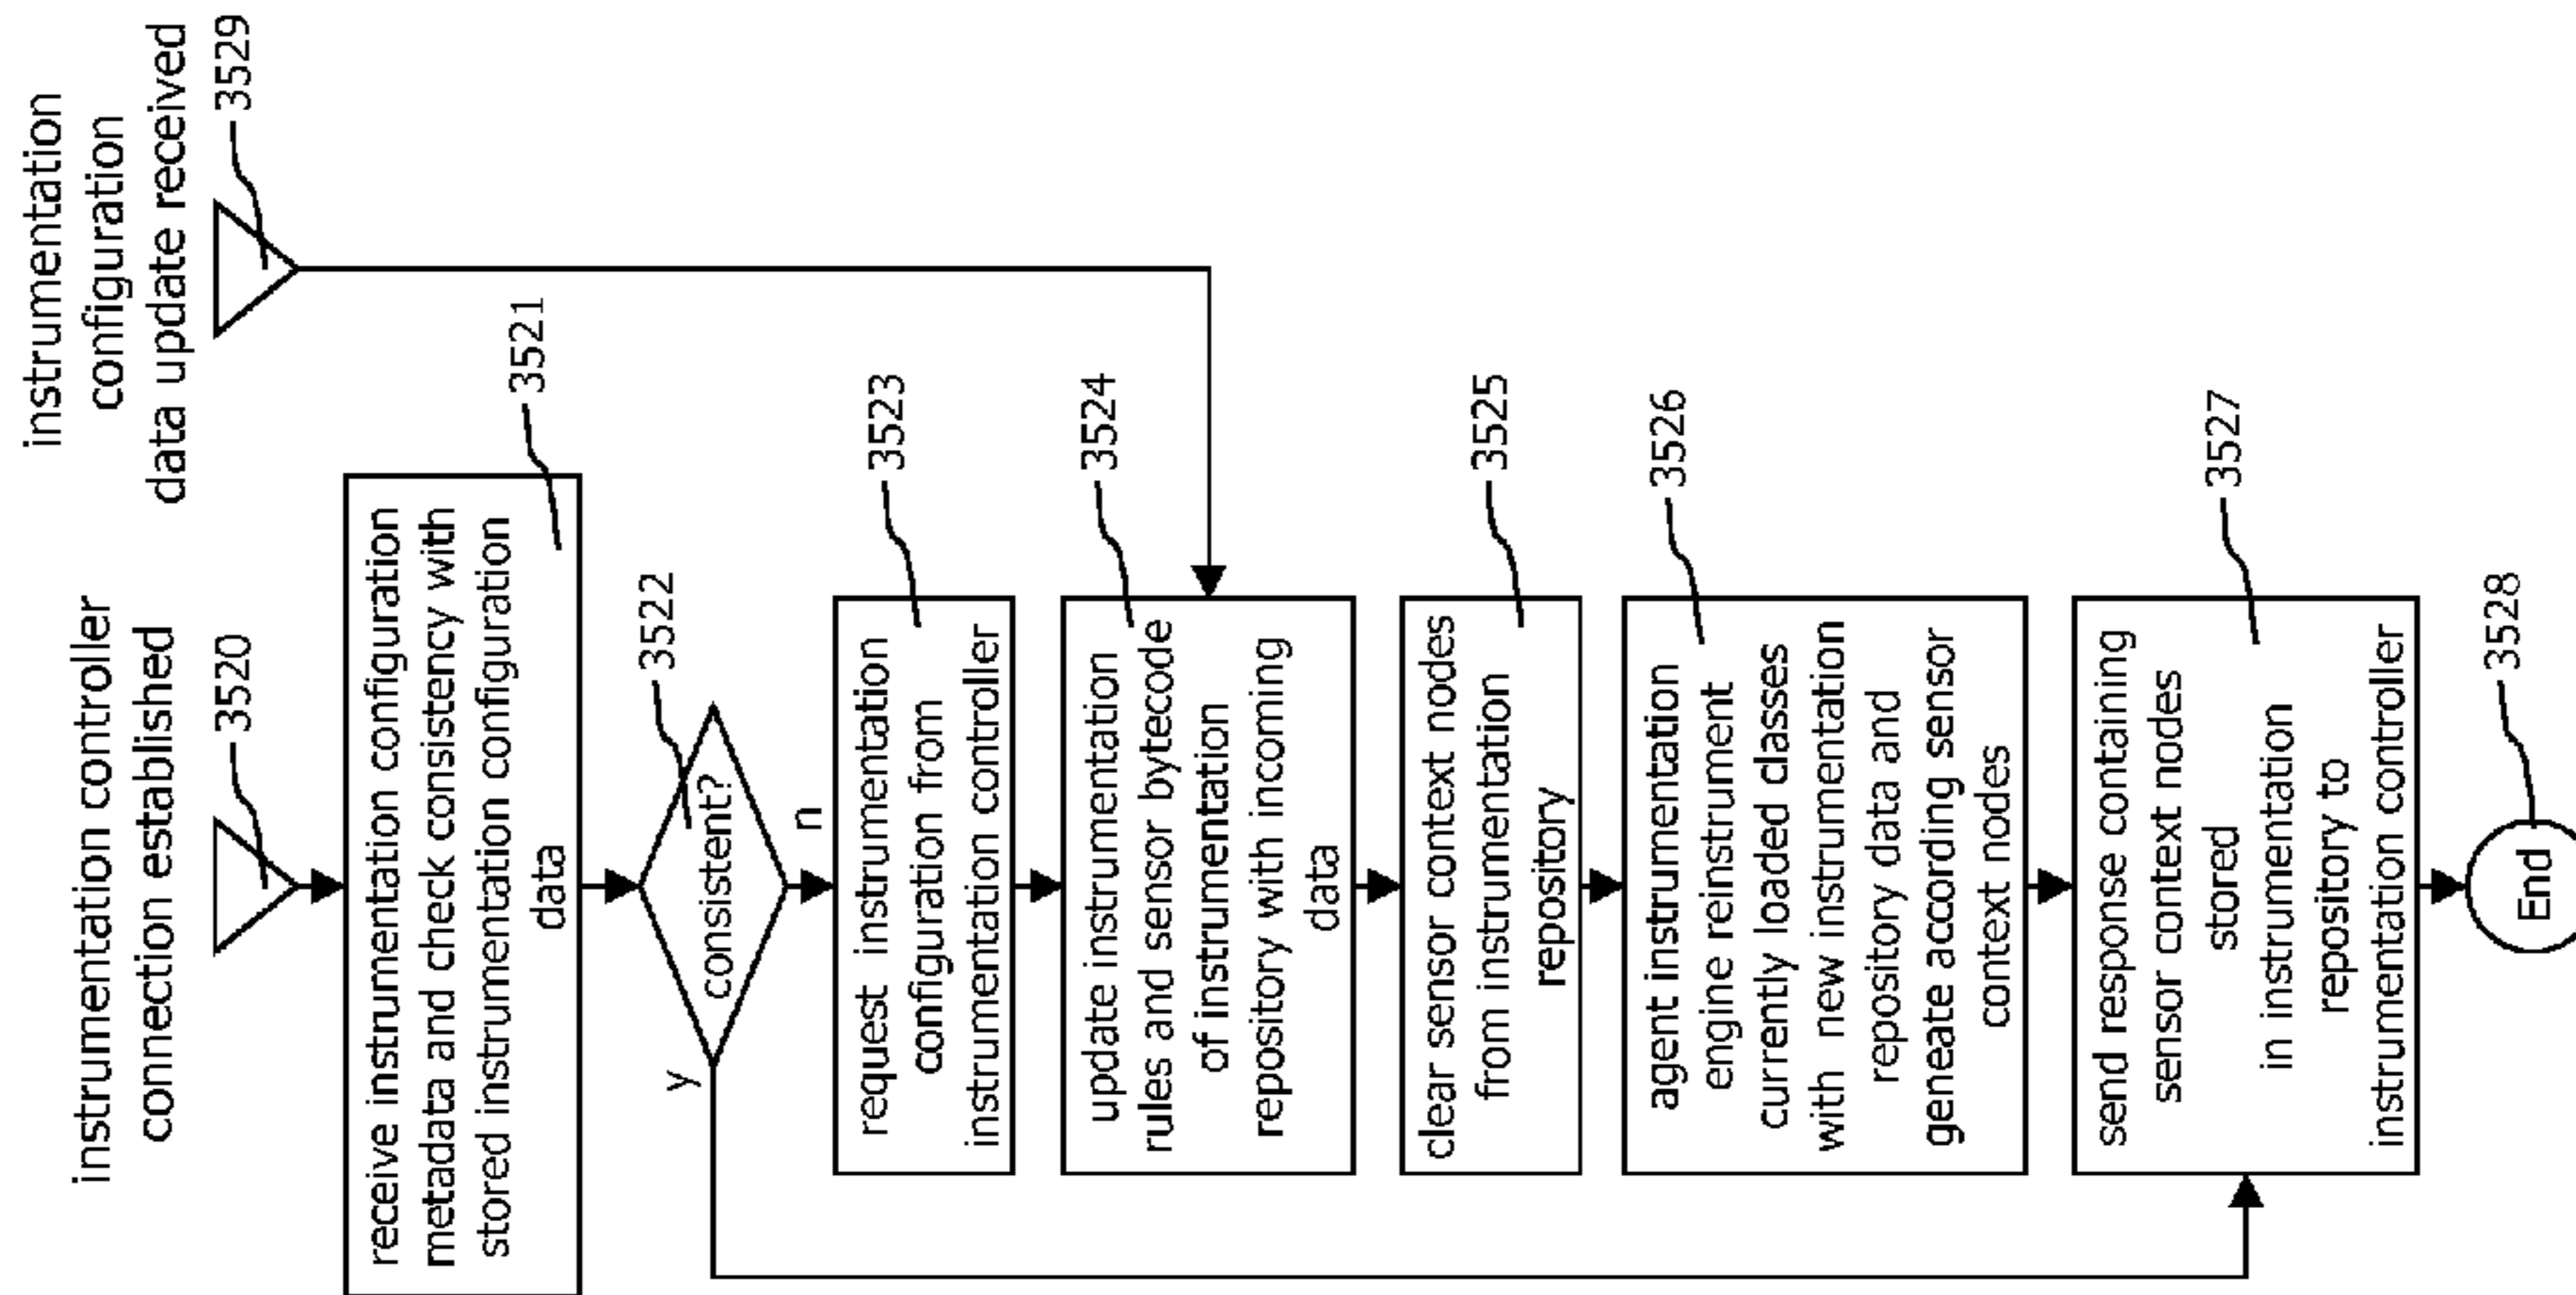 instrumentation controller
connection established
3520
instrumentation
configuration
data update received
3529
receive instrumentation configuration
metadata and check consistency with
stored instrumentation configuration
data
3521
consistent?
3522
y
n
request instrumentation
configuration from
instrumentation controller
3523
update instrumentation
rules and sensor bytecode
of instrumentation
repository with incoming
data
3524
clear sensor context nodes
from instrumentation
repository
3525
agent instrumentation
engine reinstrument
currently loaded classes
with new instrumentation
repository data and
geneate according sensor
context nodes
3526
send response containing
sensor context nodes
stored
in instrumentation
repository to
instrumentation controller
3527
End
3528